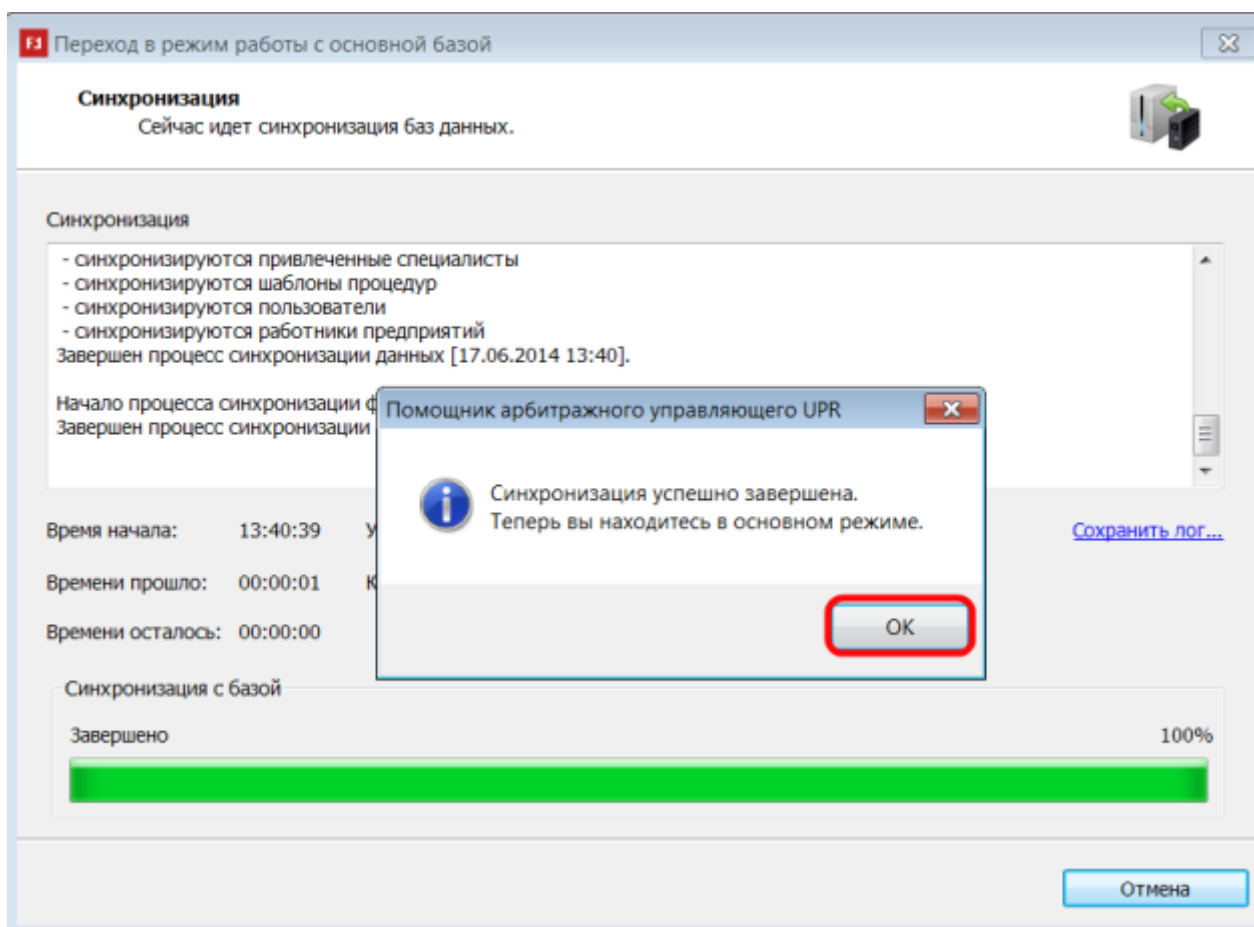 Переход в режим работы с основной базой
Синхронизация
Сейчас идет синхронизация баз данных.
Синхронизация
- синхронизируются привлеченные специалисты
- синхронизируются шаблоны процедур
- синхронизируются пользователи
- синхронизируются работники предприятий
Завершен процесс синхронизации данных [17.06.2014 13:40].
Начало процесса синхронизации ф
Завершен процесс синхронизации
Помощник арбитражного управляющего UPR
Синхронизация успешно завершена.
Теперь вы находитесь в основном режиме.
OK
Время начала: 13:40:39 У
Сохранить лог...
Времени прошло: 00:00:01 К
Времени осталось: 00:00:00
Синхронизация с базой
Завершено 100%
Отмена